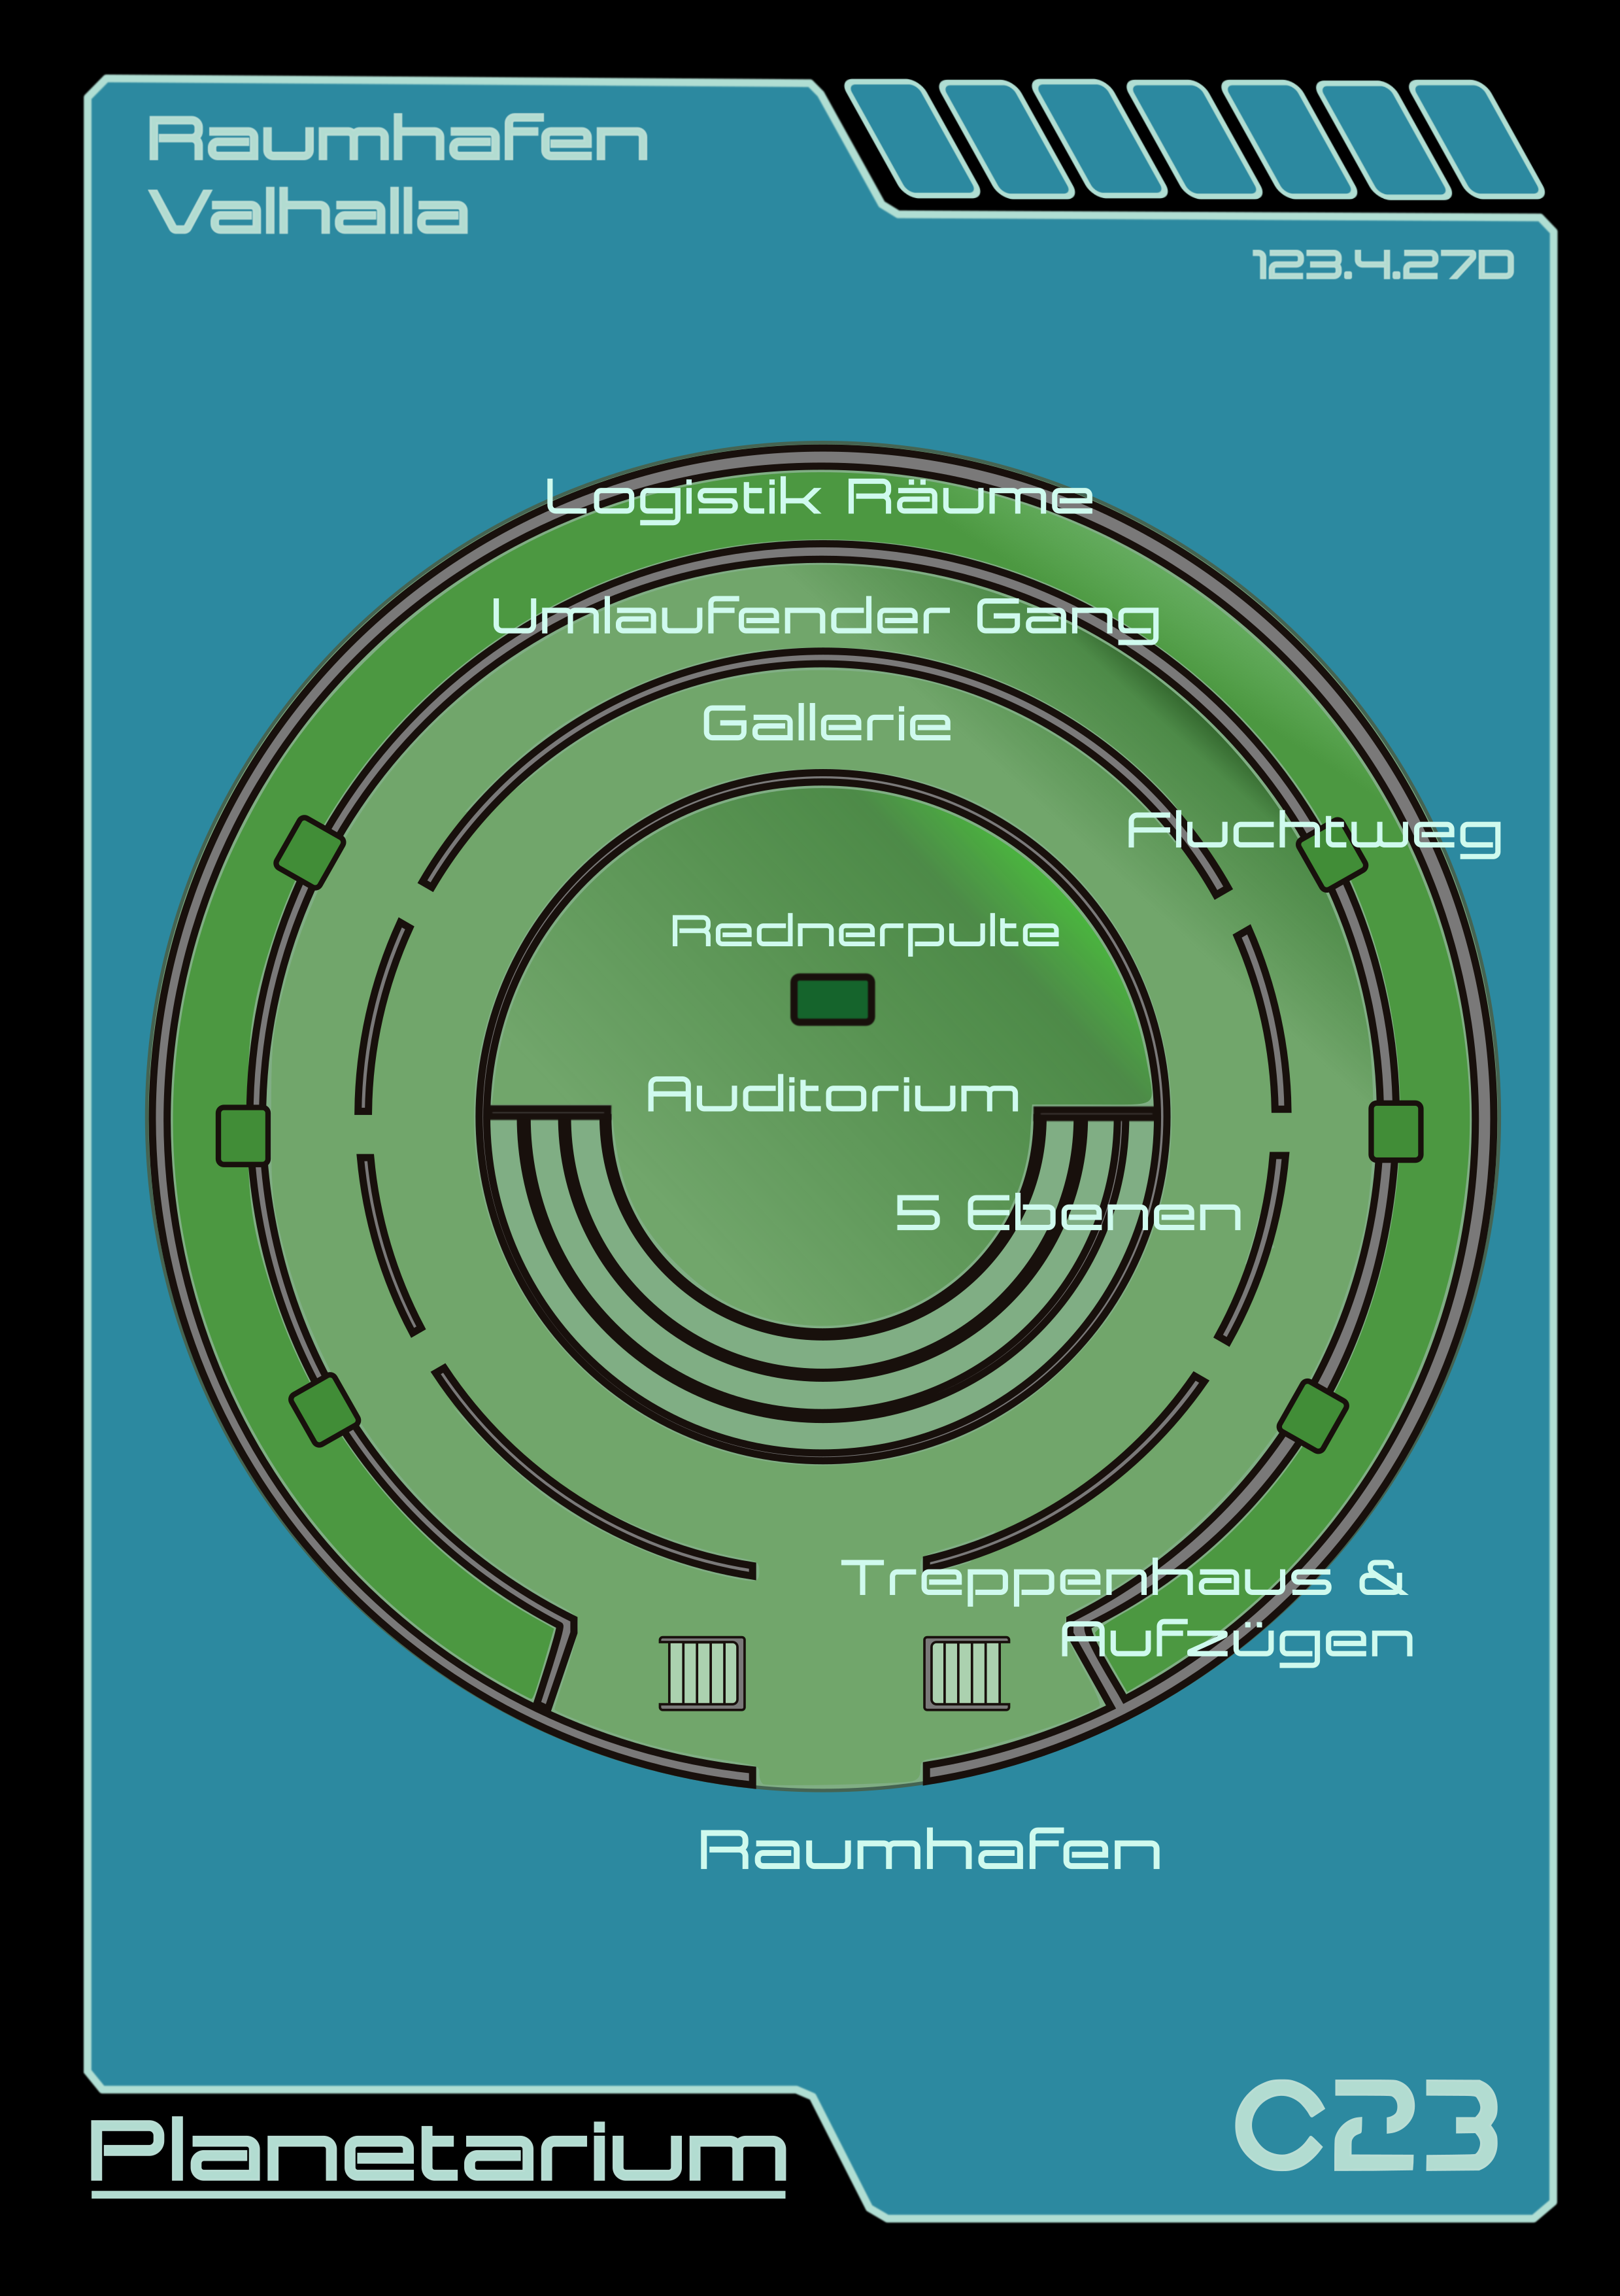 Raumhafen
Valhalla
123.4.27D
Logistik Räume
Umlaufender Gang
Gallerie
Fluchtweg
Rednerpulte
Auditorium
5 Ebenen
Treppenhaus &
Aufzügen
Raumhafen
Planetarium
C23